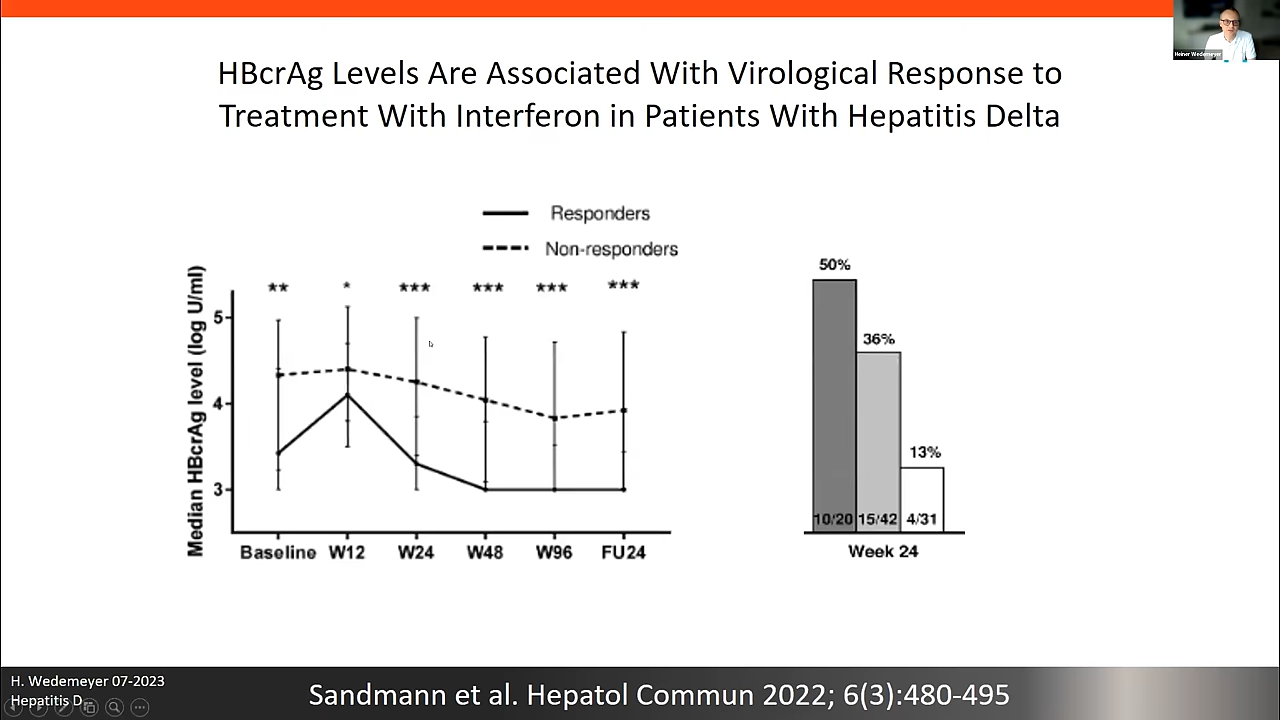 Heiner Wedemeyer
HBcrAg Levels Are Associated With Virological Response to
Treatment With Interferon in Patients With Hepatitis Delta
Responders
Non-responders
Median HBcrAg level (log U/ml)
** * *** *** *** ***
5
4
3
Baseline W12 W24 W48 W96 FU24
50%
36%
13%
10/20 15/42 4/31
Week 24
H. Wedemeyer 07-2023
Hepatitis D
Sandmann et al. Hepatol Commun 2022; 6(3):480-495